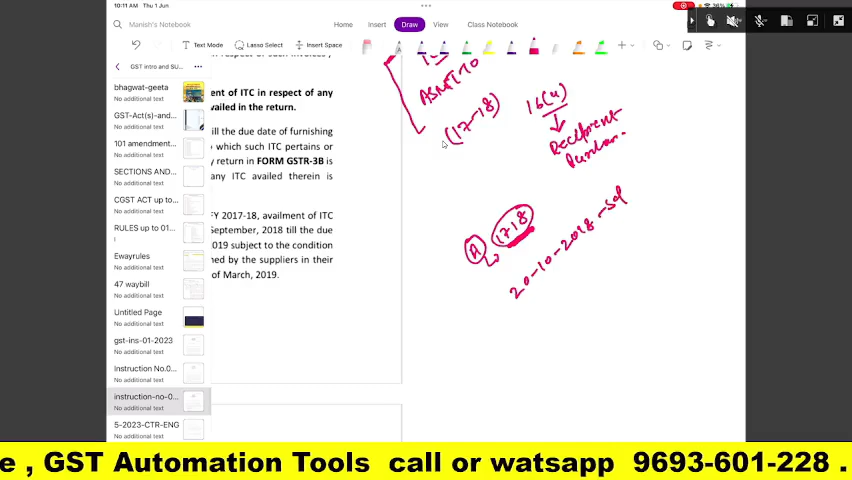 10:11 AM Thu 1 Jun
36%
Manish's Notebook
Home Insert Draw View Class Notebook
Text Mode Lasso Select Insert Space
GST intro and SU...
bhagwat-geeta
No additional text
GST-Act(s)-and...
No additional text
101 amendment...
No additional text
SECTIONS AND...
No additional text
CGST ACT up to...
No additional text
RULES up to 01...
Ewayrules
No additional text
47 waybill
No additional text
Untitled Page
No additional text
gst-ins-01-2023
No additional text
Instruction No.0...
No additional text
instruction-no-0...
No additional text
5-2023-CTR-ENG
No additional text
n respect of such invoices ,
ent of ITC in respect of any
vailed in the return.
ill the due date of furnishing
o which such ITC pertains or
y return in FORM GSTR-3B is
any ITC availed therein is
FY 2017-18, availment of ITC
September, 2018 till the due
019 subject to the condition
ned by the suppliers in their
of March, 2019.
ASMT-10
(17-18)
16(4)
Recipient
A 17-18
20-10-2018-
e , GST Automation Tools call or watsapp 9693-601-228 .